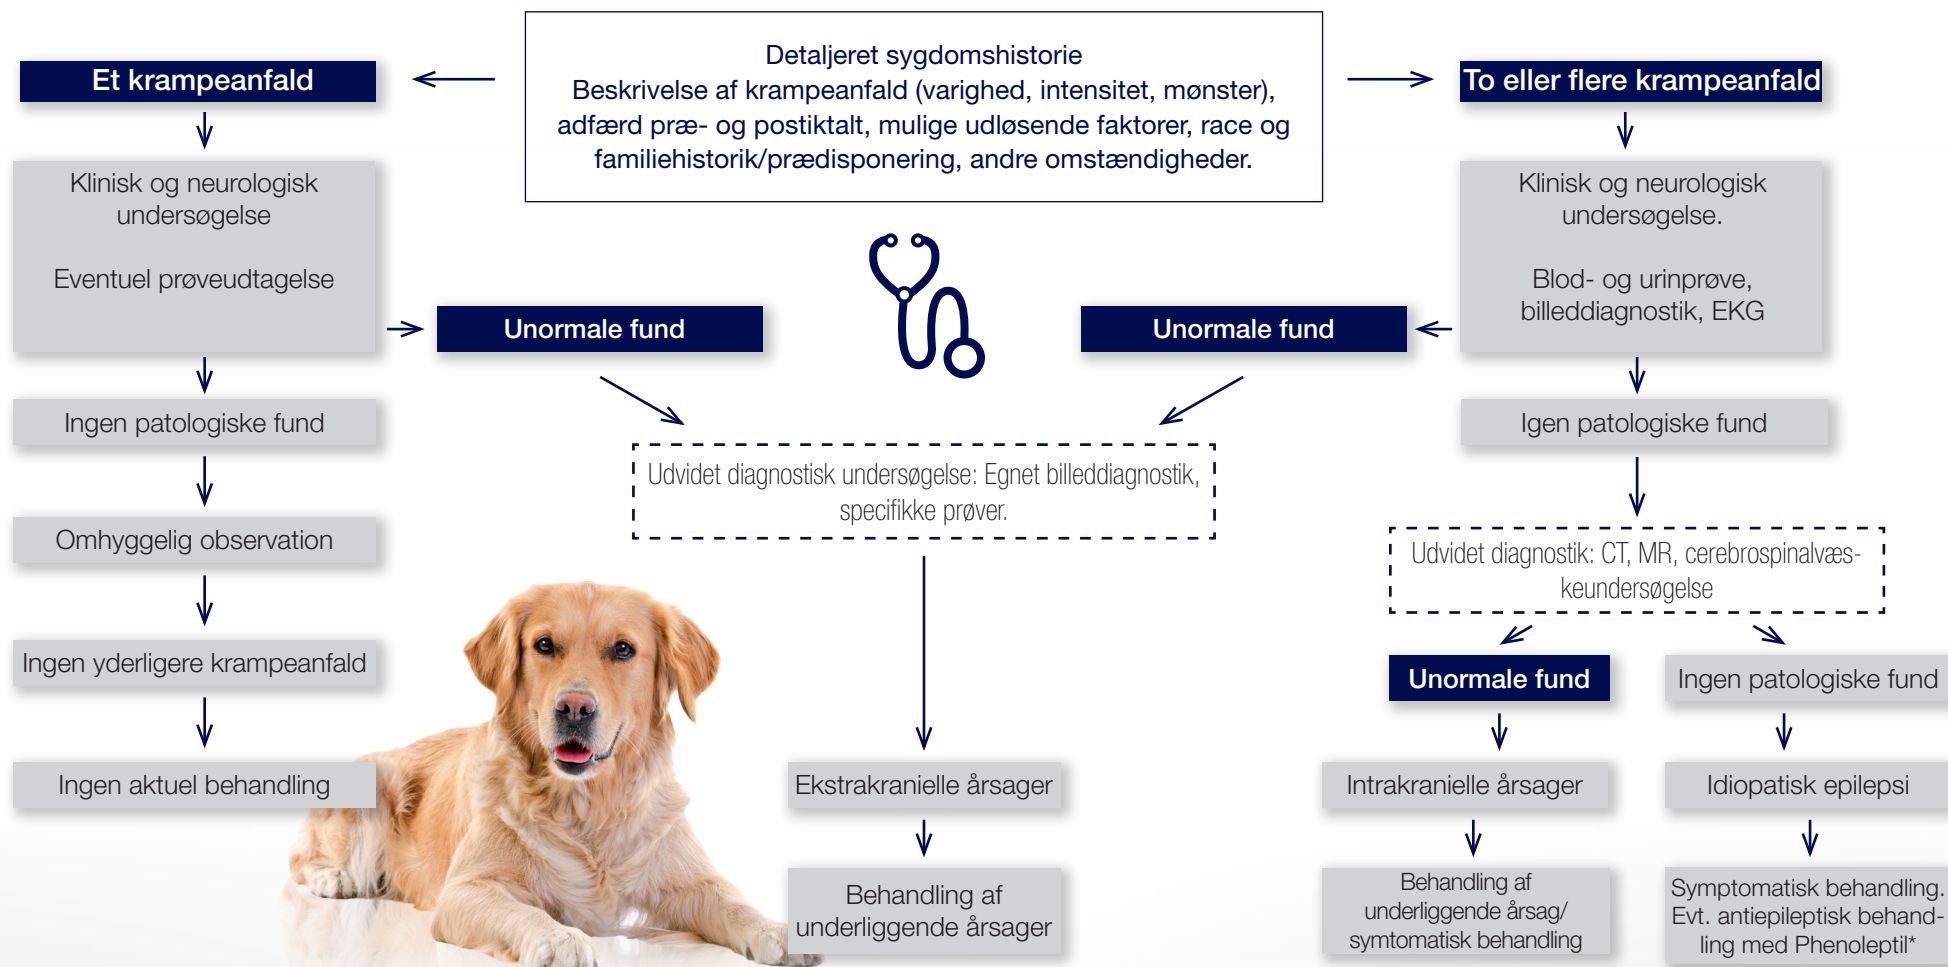 Detaljeret sygdomshistorie
Beskrivelse af krampeanfald (varighed, intensitet, mønster),
adfærd præ- og postiktalt, mulige udløsende faktorer, race og
familiehistorik/prædisponering, andre omstændigheder.
Et krampeanfald
Klinisk og neurologisk
undersøgelse
Eventuel prøveudtagelse
Unormale fund
Ingen patologiske fund
Omhyggelig observation
Ingen yderligere krampeanfald
Ingen aktuel behandling
To eller flere krampeanfald
Klinisk og neurologisk
undersøgelse.
Blod- og urinprøve,
billeddiagnostik, EKG
Unormale fund
Igen patologiske fund
Udvidet diagnostisk undersøgelse: Egnet billeddiagnostik,
specifikke prøver.
Ekstrakranielle årsager
Behandling af
underliggende årsager
Udvidet diagnostik: CT, MR, cerebrospinalvæs-
keundersøgelse
Unormale fund
Intrakranielle årsager
Behandling af
underliggende årsag/
symtomatisk behandling
Ingen patologiske fund
Idiopatisk epilepsi
Symptomatisk behandling.
Evt. antiepileptisk behand-
ling med Phenoleptil*